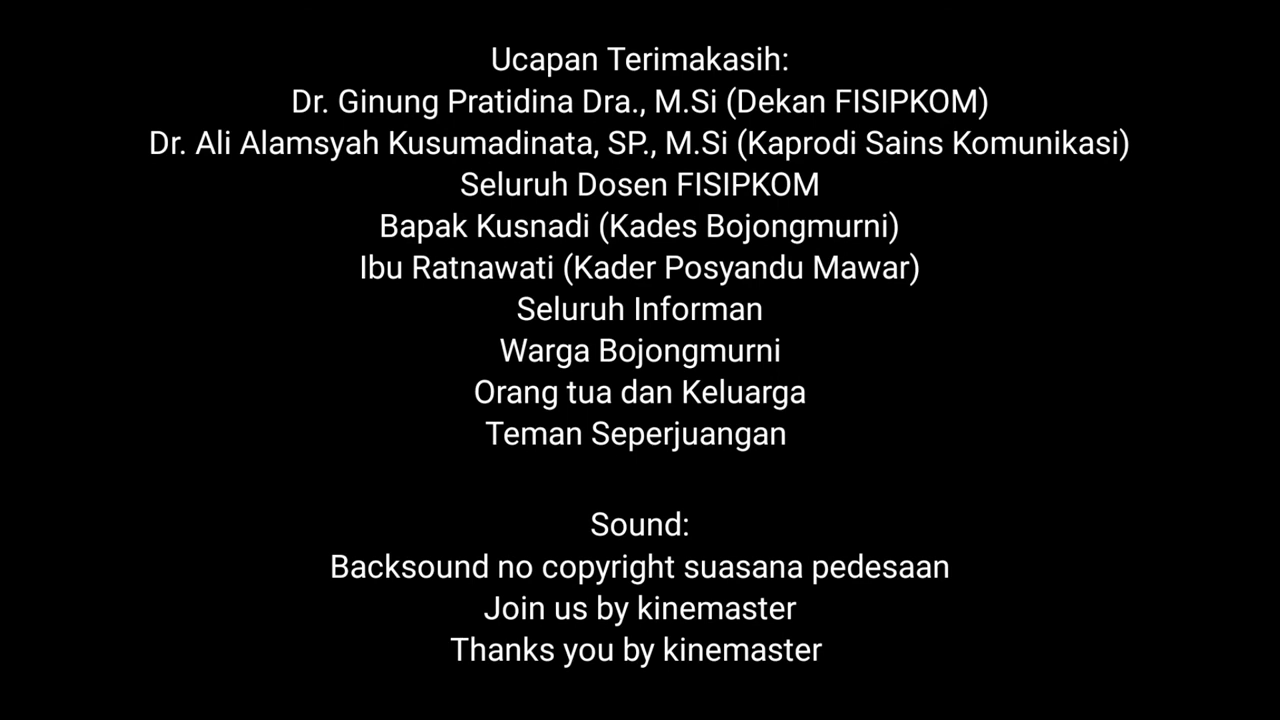 Ucapan Terimakasih:
Dr. Ginung Pratidina Dra., M.Si (Dekan FISIPKOM)
Dr. Ali Alamsyah Kusumadinata, SP., M.Si (Kaprodi Sains Komunikasi)
Seluruh Dosen FISIPKOM
Bapak Kusnadi (Kades Bojongmurni)
Ibu Ratnawati (Kader Posyandu Mawar)
Seluruh Informan
Warga Bojongmurni
Orang tua dan Keluarga
Teman Seperjuangan
Sound:
Backsound no copyright suasana pedesaan
Join us by kinemaster
Thanks you by kinemaster